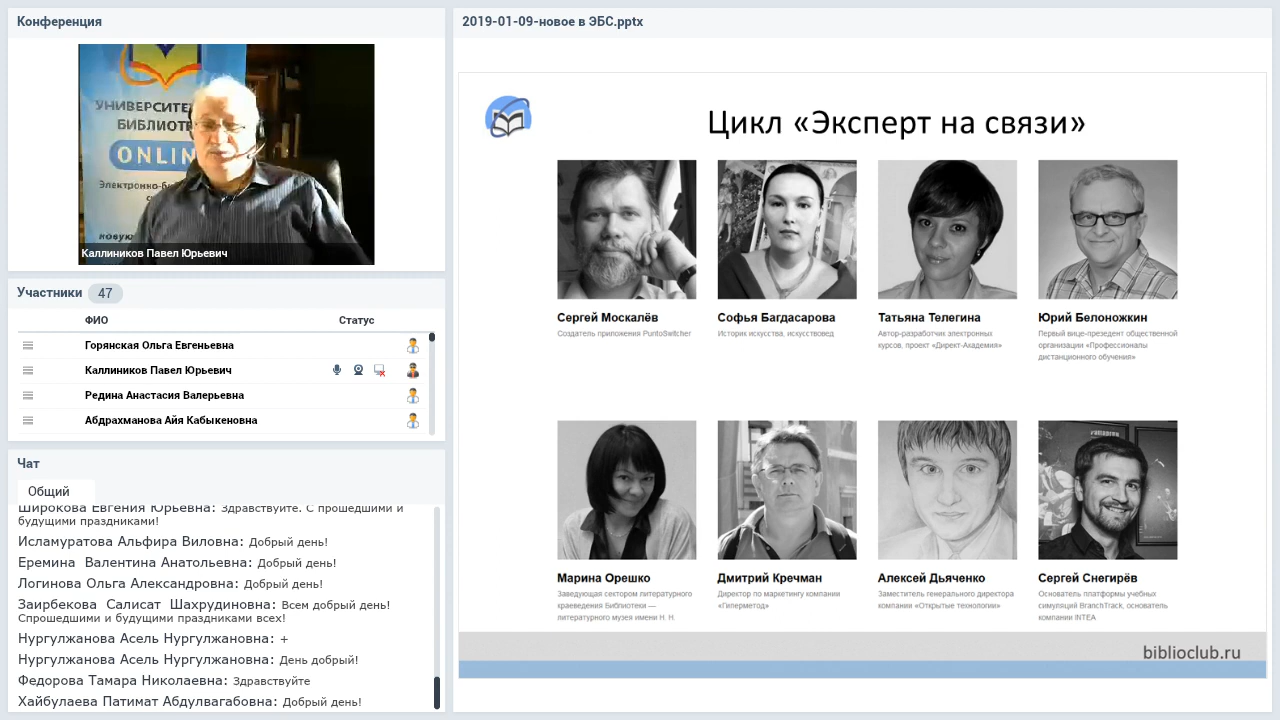 Конференция
УНИВЕРСИТЕ
БИБЛИОТ
ONLIN
Каллиников Павел Юрьевич
Участники 47
ФИО Статус
Горянская Ольга Евгеньевна
Каллиников Павел Юрьевич
Редина Анастасия Валерьевна
Абдрахманова Айя Кабыкеновна
Чат
Общий
Широкова Евгения Юрьевна: Здравствуйте. С прошедшими и
будущими праздниками!
Исламуратова Альфира Виловна: Добрый день!
Еремина Валентина Анатольевна: Добрый день!
Логинова Ольга Александровна: Добрый день!
Заирбекова Салисат Шахрудиновна: Всем добрый день!
Спрошедшими и будущими праздниками всех!
Нургулжанова Асель Нургулжановна: +
Нургулжанова Асель Нургулжановна: День добрый!
Федорова Тамара Николаевна: Здравствуйте
Хайбулаева Патимат Абдулвагабовна: Добрый день!
2019-01-09-новое в ЭБС.pptx
Цикл «Эксперт на связи»
Сергей Москалёв
Создатель приложения PuntoSwitcher
Софья Багдасарова
Историк искусства, искусствовед
Татьяна Телегина
Автор-разработчик электронных
курсов, проект «Директ-Академия»
Юрий Белоножкин
Первый вице-президент общественной
организации «Профессионалы
дистанционного обучения»
Марина Орешко
Заведующая сектором литературного
краеведения Библиотеки —
литературного музея имени Н. Н.
Дмитрий Кречман
Директор по маркетингу компании
«Гиперметод»
Алексей Дьяченко
Заместитель генерального директора
компании «Открытые технологии»
Сергей Снегирёв
Основатель платформы учебных
симуляций BranchTrack, основатель
компании INTEA
biblioclub.ru